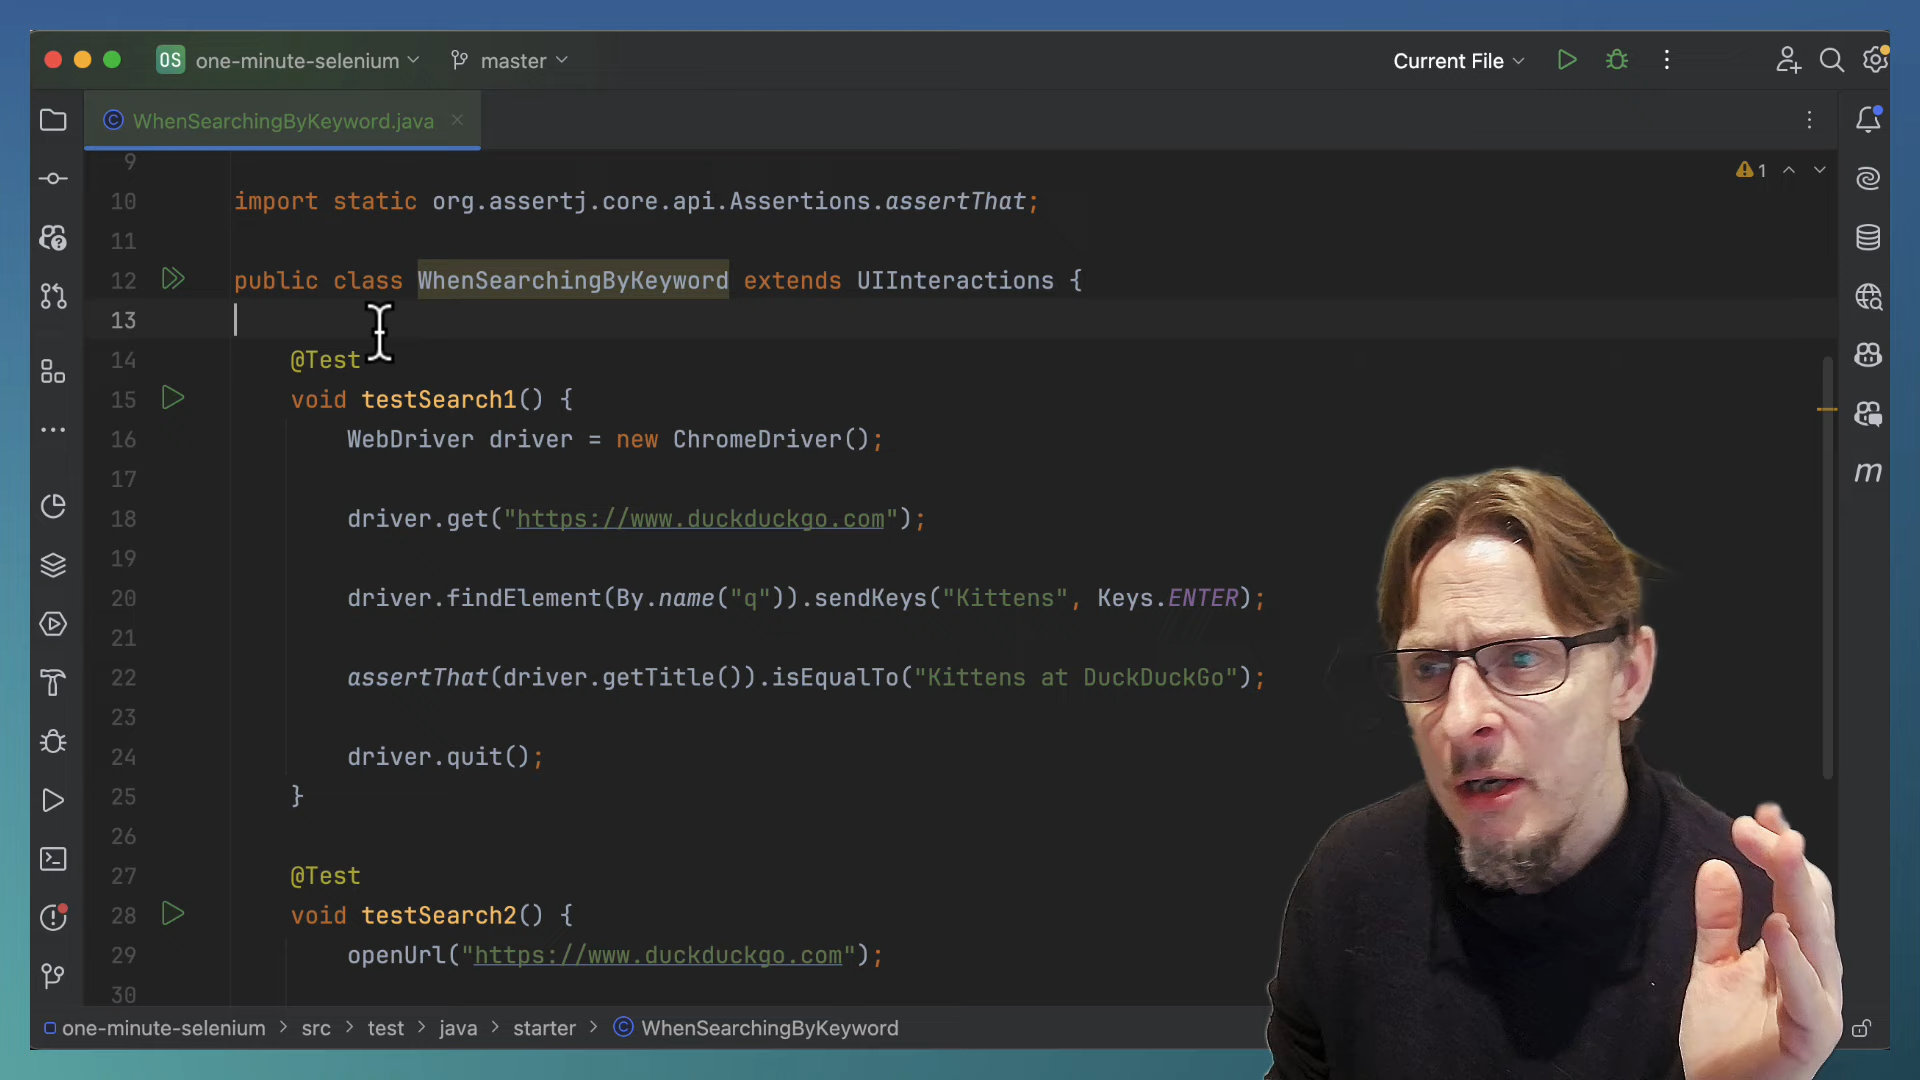 OS one-minute-selenium master Current File
WhenSearchingByKeyword.java
9
1
10 import static org.assertj.core.api.Assertions.assertThat;
11
12 public class WhenSearchingByKeyword extends UIInteractions {
13
14 @Test
15 void testSearch1() {
16 WebDriver driver = new ChromeDriver();
17
18 driver.get("https://www.duckduckgo.com");
19
20 driver.findElement(By.name("q")).sendKeys("Kittens", Keys.ENTER);
21
22 assertThat(driver.getTitle()).isEqualTo("Kittens at DuckDuckGo");
23
24 driver.quit();
25 }
26
27 @Test
28 void testSearch2() {
29 openUrl("https://www.duckduckgo.com");
30
one-minute-selenium > src > test > java > starter > WhenSearchingByKeyword